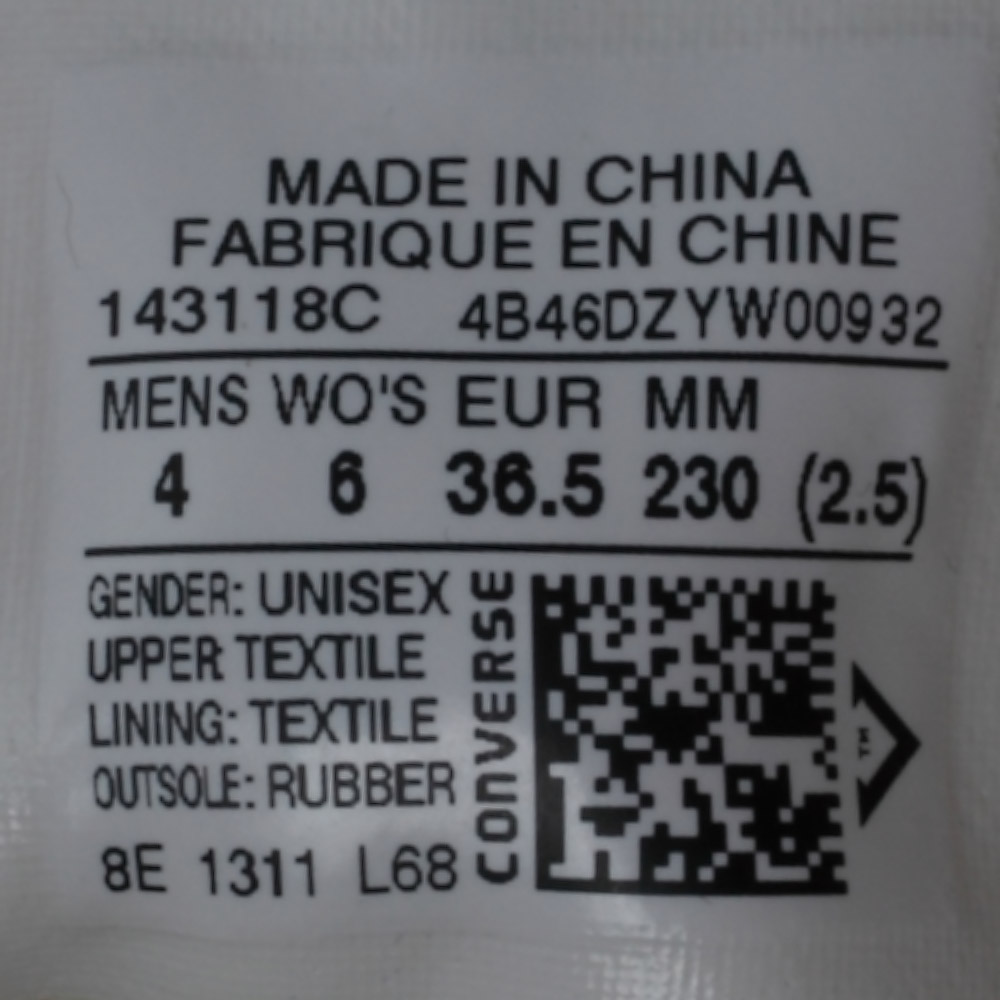 MADE IN CHINA
FABRIQUE EN CHINE
143118C 4B46DZYW00932
MENS WO'S EUR MM
4 6 36.5 230 (2.5)
GENDER: UNISEX
UPPER TEXTILE
LINING: TEXTILE
OUTSOLE: RUBBER
8E 1311 L68
CONVERSE
TM